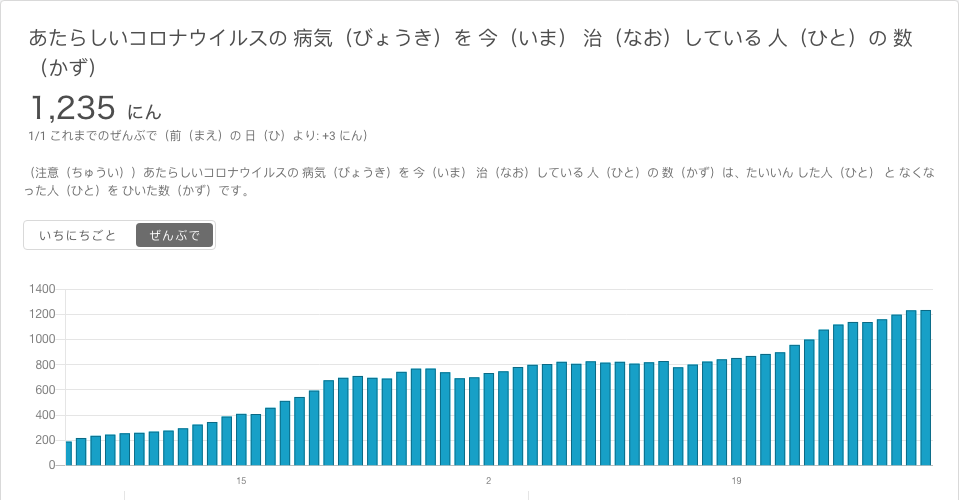 あたらしいコロナウイルスの 病気（びょうき）を 今（いま） 治（なお）している 人（ひと）の 数
（かず）
1,235 にん
1/1 これまでのぜんぶで（前（まえ）の 日（ひ）より: +3 にん）
（注意（ちゅうい））あたらしいコロナウイルスの 病気（びょうき）を 今（いま） 治（なお）している 人（ひと）の 数（かず）は、たいいん した人（ひと） と なくな
った人（ひと）を ひいた数（かず）です。
いちにちごと ぜんぶで
1400
1200
1000
800
600
400
200
0
15 2 19